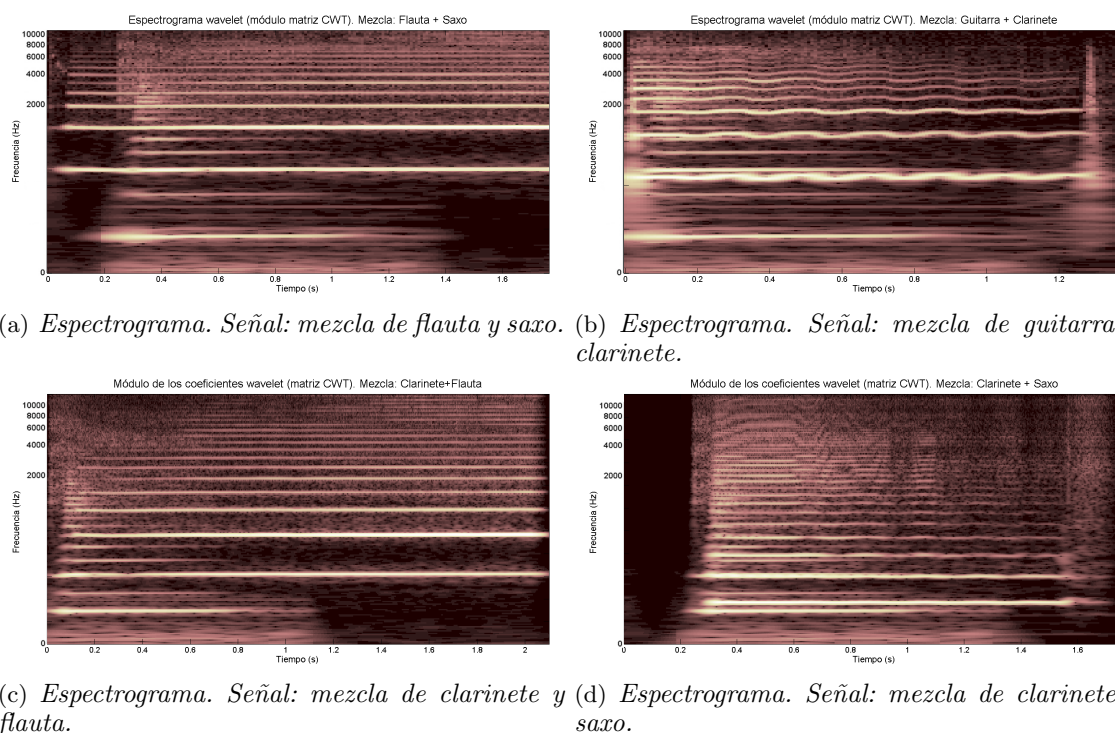 Espectrograma wavelet (módulo matriz CWT). Mezcla: Flauta + Saxo
10000
8000
6000
4000
2000
0
Frecuencia (Hz)
0 0.2 0.4 0.6 0.8 1 1.2 1.4 1.6
Tiempo (s)
Espectrograma wavelet (módulo matriz CWT). Mezcla: Guitarra + Clarinete
10000
8000
6000
4000
2000
0
Frecuencia (Hz)
0 0.2 0.4 0.6 0.8 1 1.2
Tiempo (s)
(a) Espectrograma. Señal: mezcla de flauta y saxo.
(b) Espectrograma. Señal: mezcla de guitarra
clarinete.
Módulo de los coeficientes wavelet (matriz CWT). Mezcla: Clarinete+Flauta
10000
8000
6000
4000
2000
0
Frecuencia (Hz)
0 0.2 0.4 0.6 0.8 1 1.2 1.4 1.6 1.8 2
Tiempo (s)
Módulo de los coeficientes wavelet (matriz CWT). Mezcla: Clarinete + Saxo
10000
8000
6000
4000
2000
0
Frecuencia (Hz)
0 0.2 0.4 0.6 0.8 1 1.2 1.4 1.6
Tiempo (s)
(c) Espectrograma. Señal: mezcla de clarinete y
flauta.
(d) Espectrograma. Señal: mezcla de clarinete
saxo.